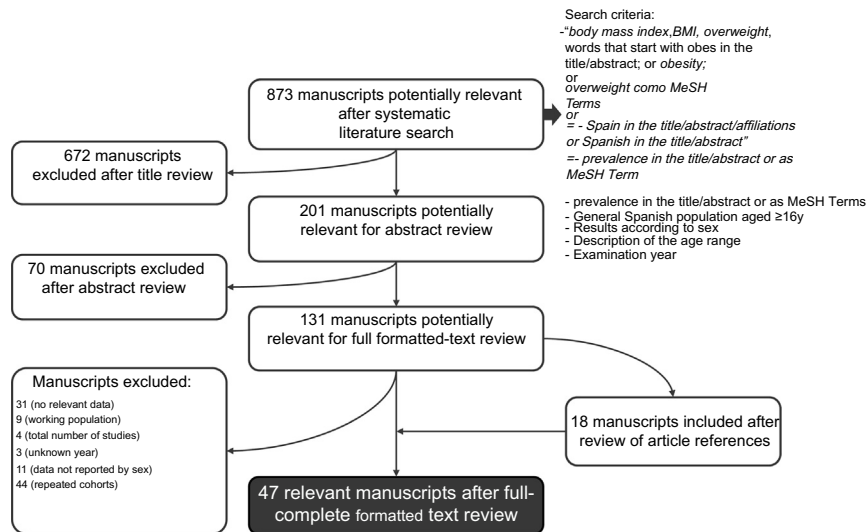 Search criteria:
-"body mass index,BMI, overweight,
words that start with obes in the
title/abstract; or obesity;
or
overweight como MeSH
Terms
or
= - Spain in the title/abstract/affiliations
or Spanish in the title/abstract"
=- prevalence in the title/abstract or as
MeSH Term
- prevalence in the title/abstract or as MeSH Terms
- General Spanish population aged ≥16y
- Results according to sex
- Description of the age range
- Examination year
873 manuscripts potentially relevant
after systematic
literature search
672 manuscripts
excluded after title review
201 manuscripts potentially
relevant for abstract review
70 manuscripts excluded
after abstract review
131 manuscripts potentially
relevant for full formatted-text review
Manuscripts excluded:
31 (no relevant data)
9 (working population)
4 (total number of studies)
3 (unknown year)
11 (data not reported by sex)
44 (repeated cohorts)
18 manuscripts included after
review of article references
47 relevant manuscripts after full-
complete formatted text review